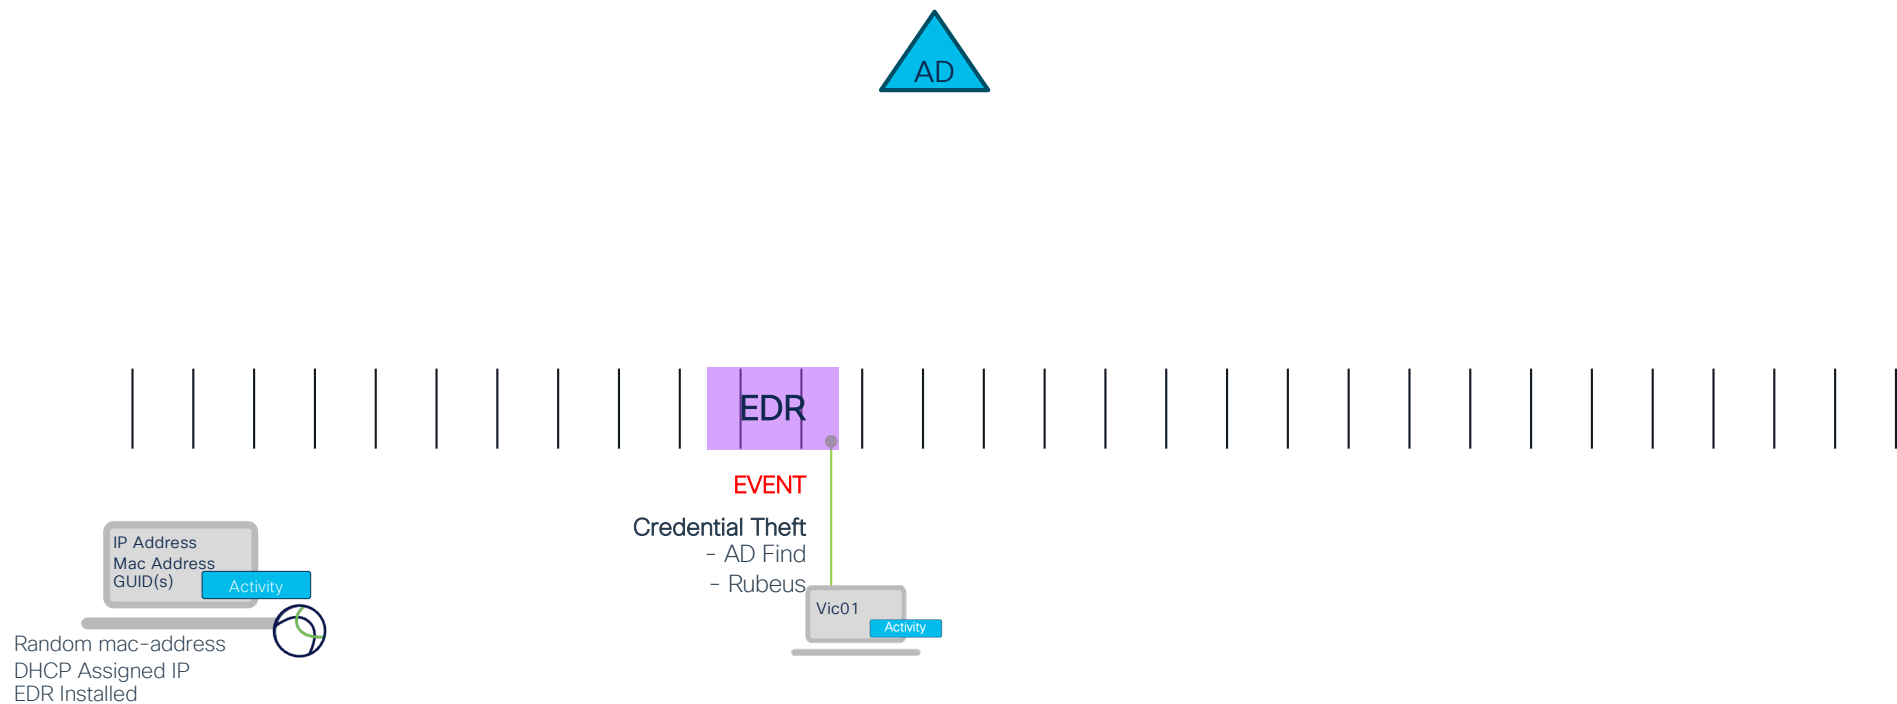 AD
EDR
EVENT
Credential Theft
- AD Find
- Rubeus
IP Address
Mac Address
GUID(s)
Activity
Random mac-address
DHCP Assigned IP
EDR Installed
Vic01
Activity